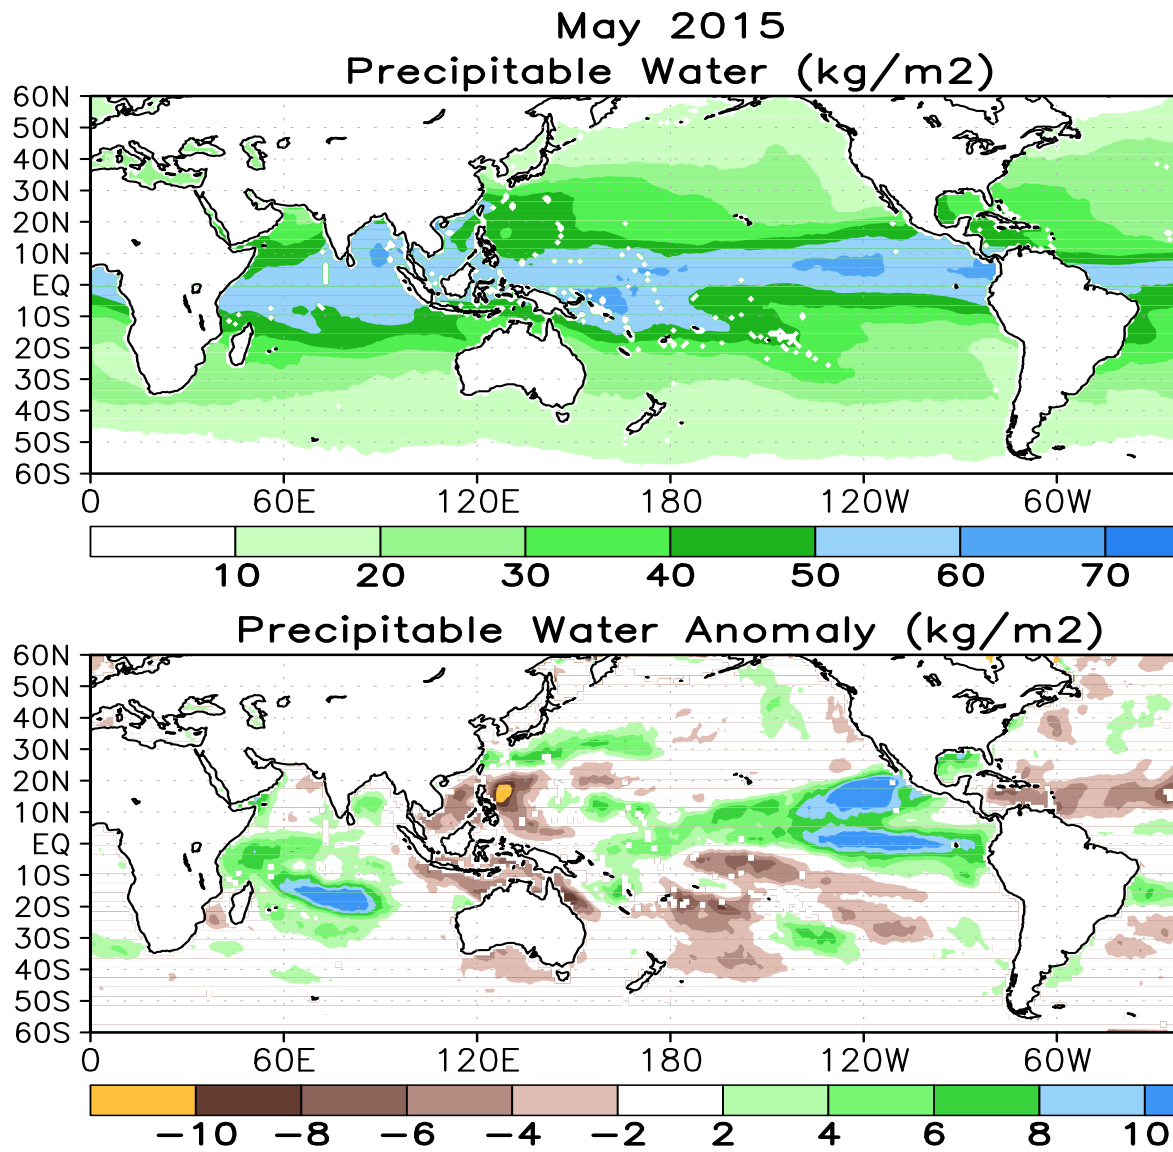 May 2015
Precipitable Water (kg/m2)
60N
50N
40N
30N
20N
10N
EQ
10S
20S
30S
40S
50S
60S
0 60E 120E 180 120W 60W
10 20 30 40 50 60 70
Precipitable Water Anomaly (kg/m2)
60N
50N
40N
30N
20N
10N
EQ
10S
20S
30S
40S
50S
60S
0 60E 120E 180 120W 60W
−10 −8 −6 −4 −2 2 4 6 8 10